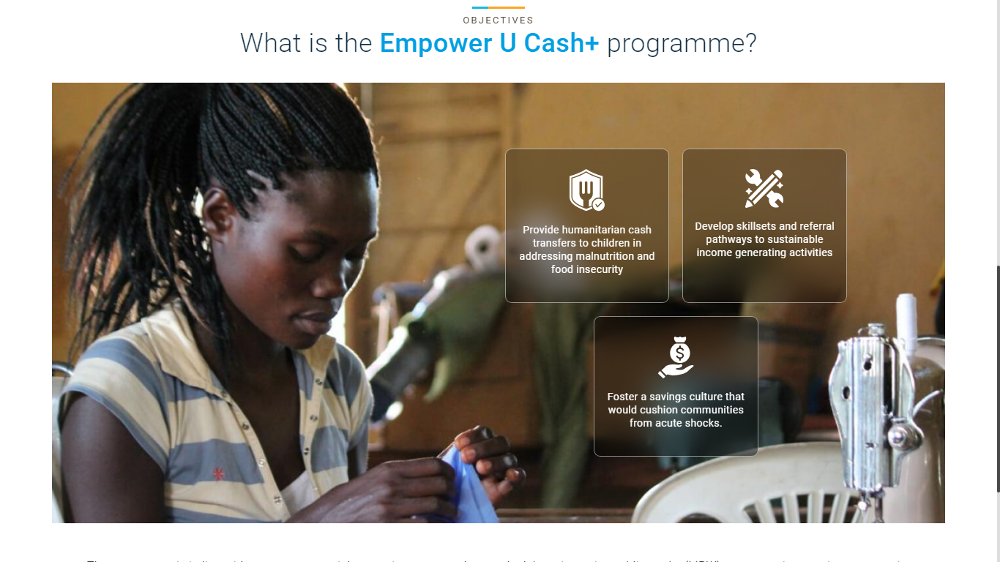 OBJECTIVES
What is the Empower U Cash+ programme?
Provide humanitarian cash
transfers to children in
addressing malnutrition and
food insecurity
Develop skillsets and referral
pathways to sustainable
income generating activities
Foster a savings culture that
would cushion communities
from acute shocks.